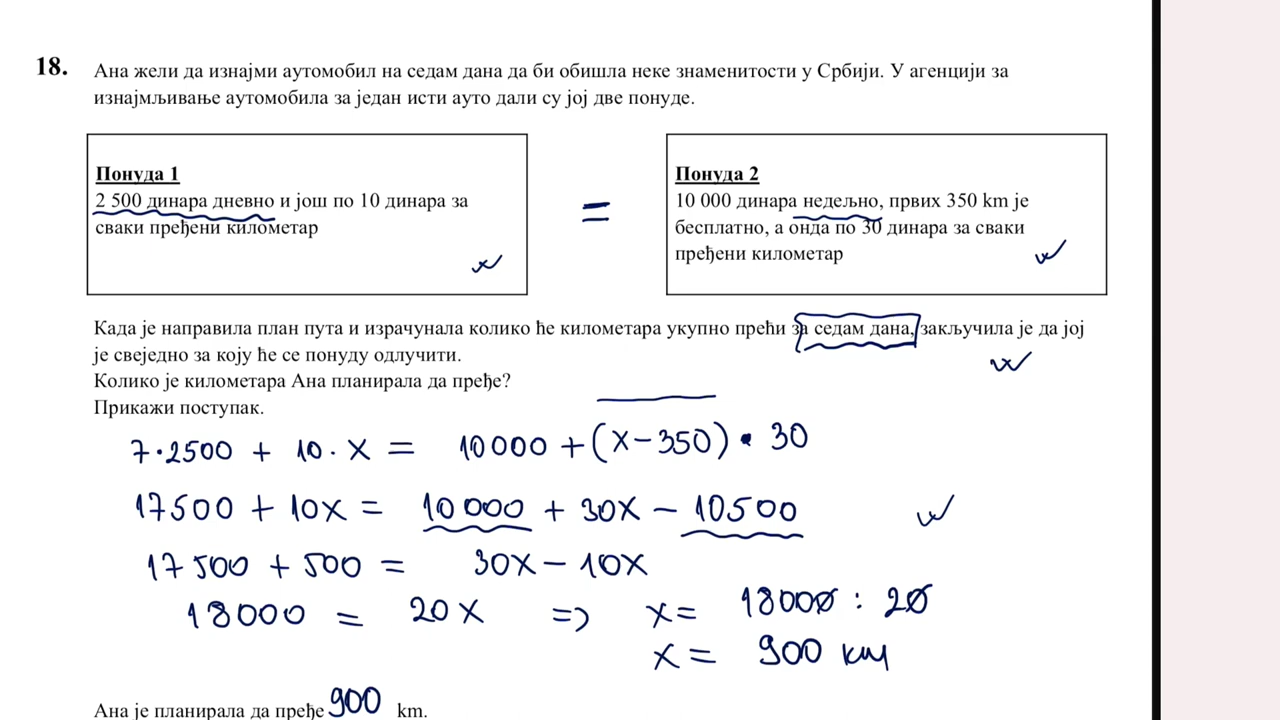 18. Ана жели да изнајми аутомобил на седам дана да би обишла неке знаменитости у Србији. У агенцији за
изнајмљивање аутомобила за један исти ауто дали су јој две понуде.
Понуда 1
2 500 динара дневно и још по 10 динара за
сваки пређени километар
=
Понуда 2
10 000 динара недељно, првих 350 km је
бесплатно, а онда по 30 динара за сваки
пређени километар
Када је направила план пута и израчунала колико ће километара укупно прећи за седам дана, закључила је да јој
је свеједно за коју ће се понуду одлучити.
Колико је километара Ана планирала да пређе?
Прикажи поступак.
7·2500 + 10·x = 10000 + (x-350)·30
17500 + 10x = 10000 + 30x - 10500
17500 + 500 = 30x - 10x
18000 = 20x => x = 18000 : 20
x = 900 км
Ана је планирала да пређе 900 km.